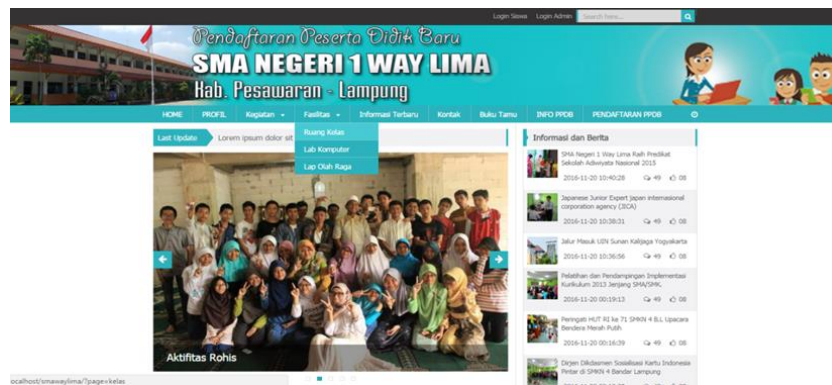 Login Siswa Login Admin Search here...
Pendaftaran Peserta Didik Baru
SMA NEGERI 1 WAY LIMA
Kab. Pesawaran - Lampung
HOME PROFIL Kegiatan Fasilitas Informasi Terbaru Kontak Buku Tamu INFO PPDB PENDAFTARAN PPDB
Last Update Lorem ipsum dolor sit
Ruang Kelas
Lab Komputer
Lap Olah Raga
Aktifitas Rohis
Informasi dan Berita
SMA Negeri 1 Way Lima Raih Predikat
Sekolah Adwiyata Nasional 2015
2016-11-20 10:40:28 49 08
Japanese Junior Expert japan internasional
corporation agency (JICA)
2016-11-20 10:38:31 49 08
Jalur Masuk UIN Sunan Kalijaga Yogyakarta
2016-11-20 10:36:56 49 08
Pelatihan dan Pendampingan Implementasi
Kurikulum 2013 Jenjang SMA/SMK.
2016-11-20 00:19:13 49 08
Peringati HUT RI ke 71 SMKN 4 B.L Upacara
Bendera Merah Putih
2016-11-20 00:16:39 49 08
Dirjen Dikdasmen Sosialisasi Kartu Indonesia
Pintar di SMKN 4 Bandar Lampung
ocalhost/smawaylima/?page=kelas